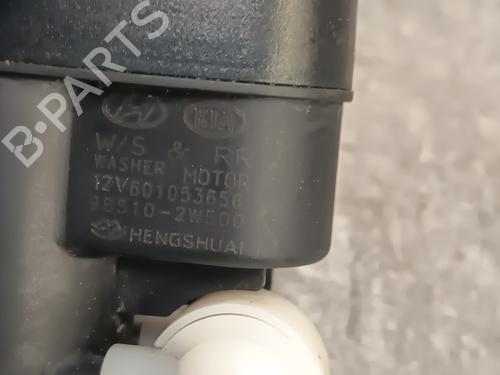 B-PARTS
KIA
W/S & RR
WASHER MOTOR
12V601053656
98510-2W500
HENGSHUAI